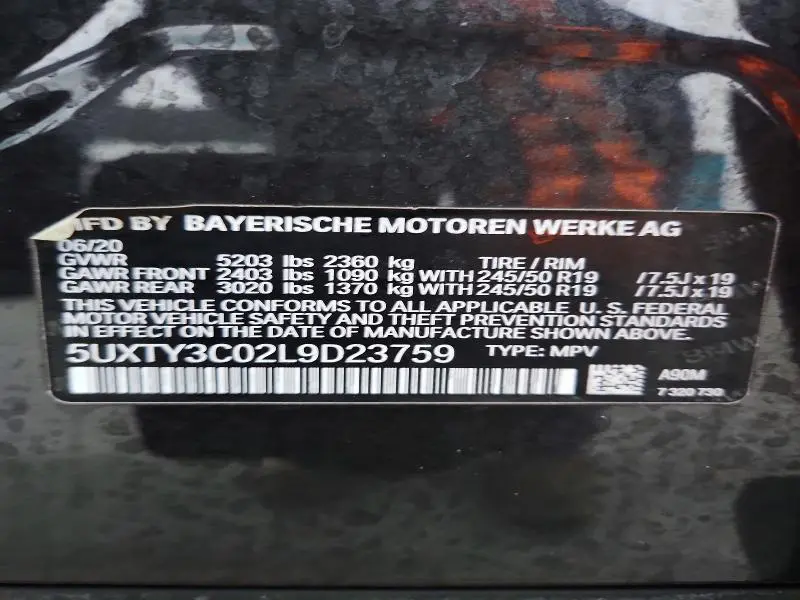 MFD BY BAYERISCHE MOTOREN WERKE AG
06/20
GVWR 5203 lbs 2360 kg TIRE / RIM
GAWR FRONT 2403 lbs 1090 kg WITH 245/50 R19 /7.5J x 19
GAWR REAR 3020 lbs 1370 kg WITH 245/50 R19 /7.5J x 19
THIS VEHICLE CONFORMS TO ALL APPLICABLE U. S. FEDERAL
MOTOR VEHICLE SAFETY AND THEFT PREVENTION STANDARDS
IN EFFECT ON THE DATE OF MANUFACTURE SHOWN ABOVE.
5UXTY3C02L9D23759 TYPE: MPV
A90M
7 320 730